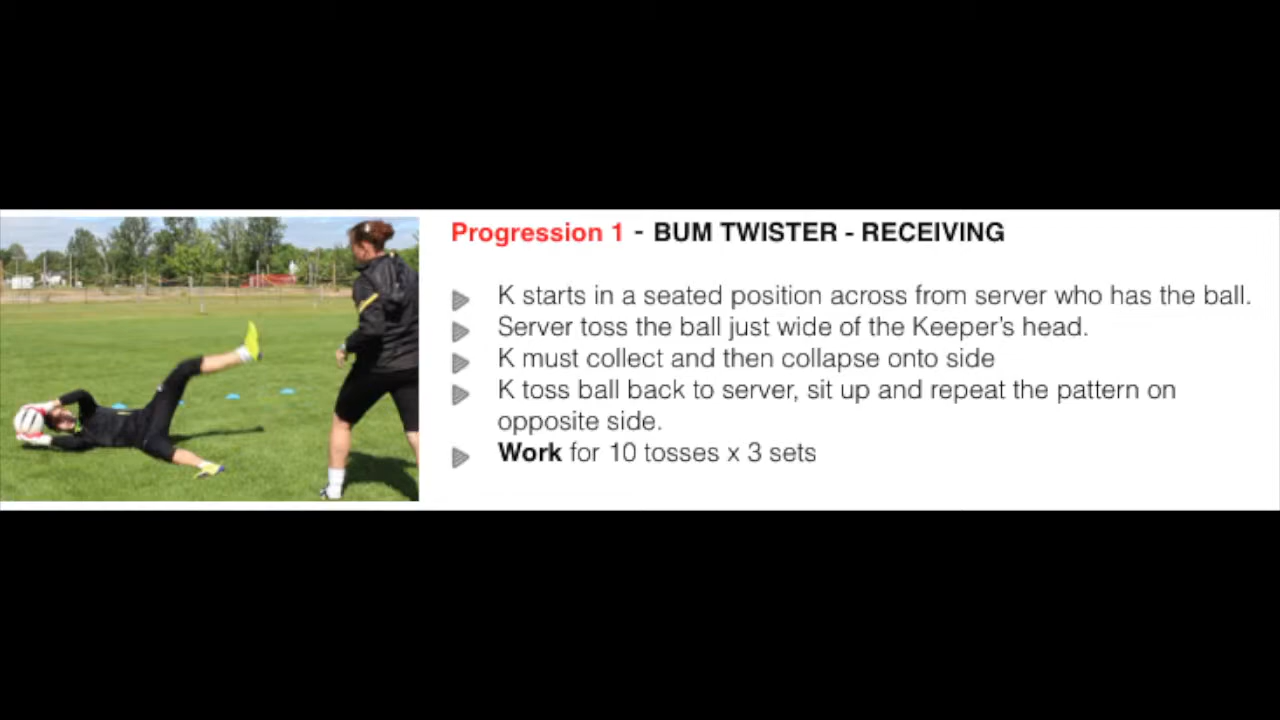 Progression 1 - BUM TWISTER - RECEIVING
K starts in a seated position across from server who has the ball.
Server toss the ball just wide of the Keeper's head.
K must collect and then collapse onto side
K toss ball back to server, sit up and repeat the pattern on
opposite side.
Work for 10 tosses x 3 sets